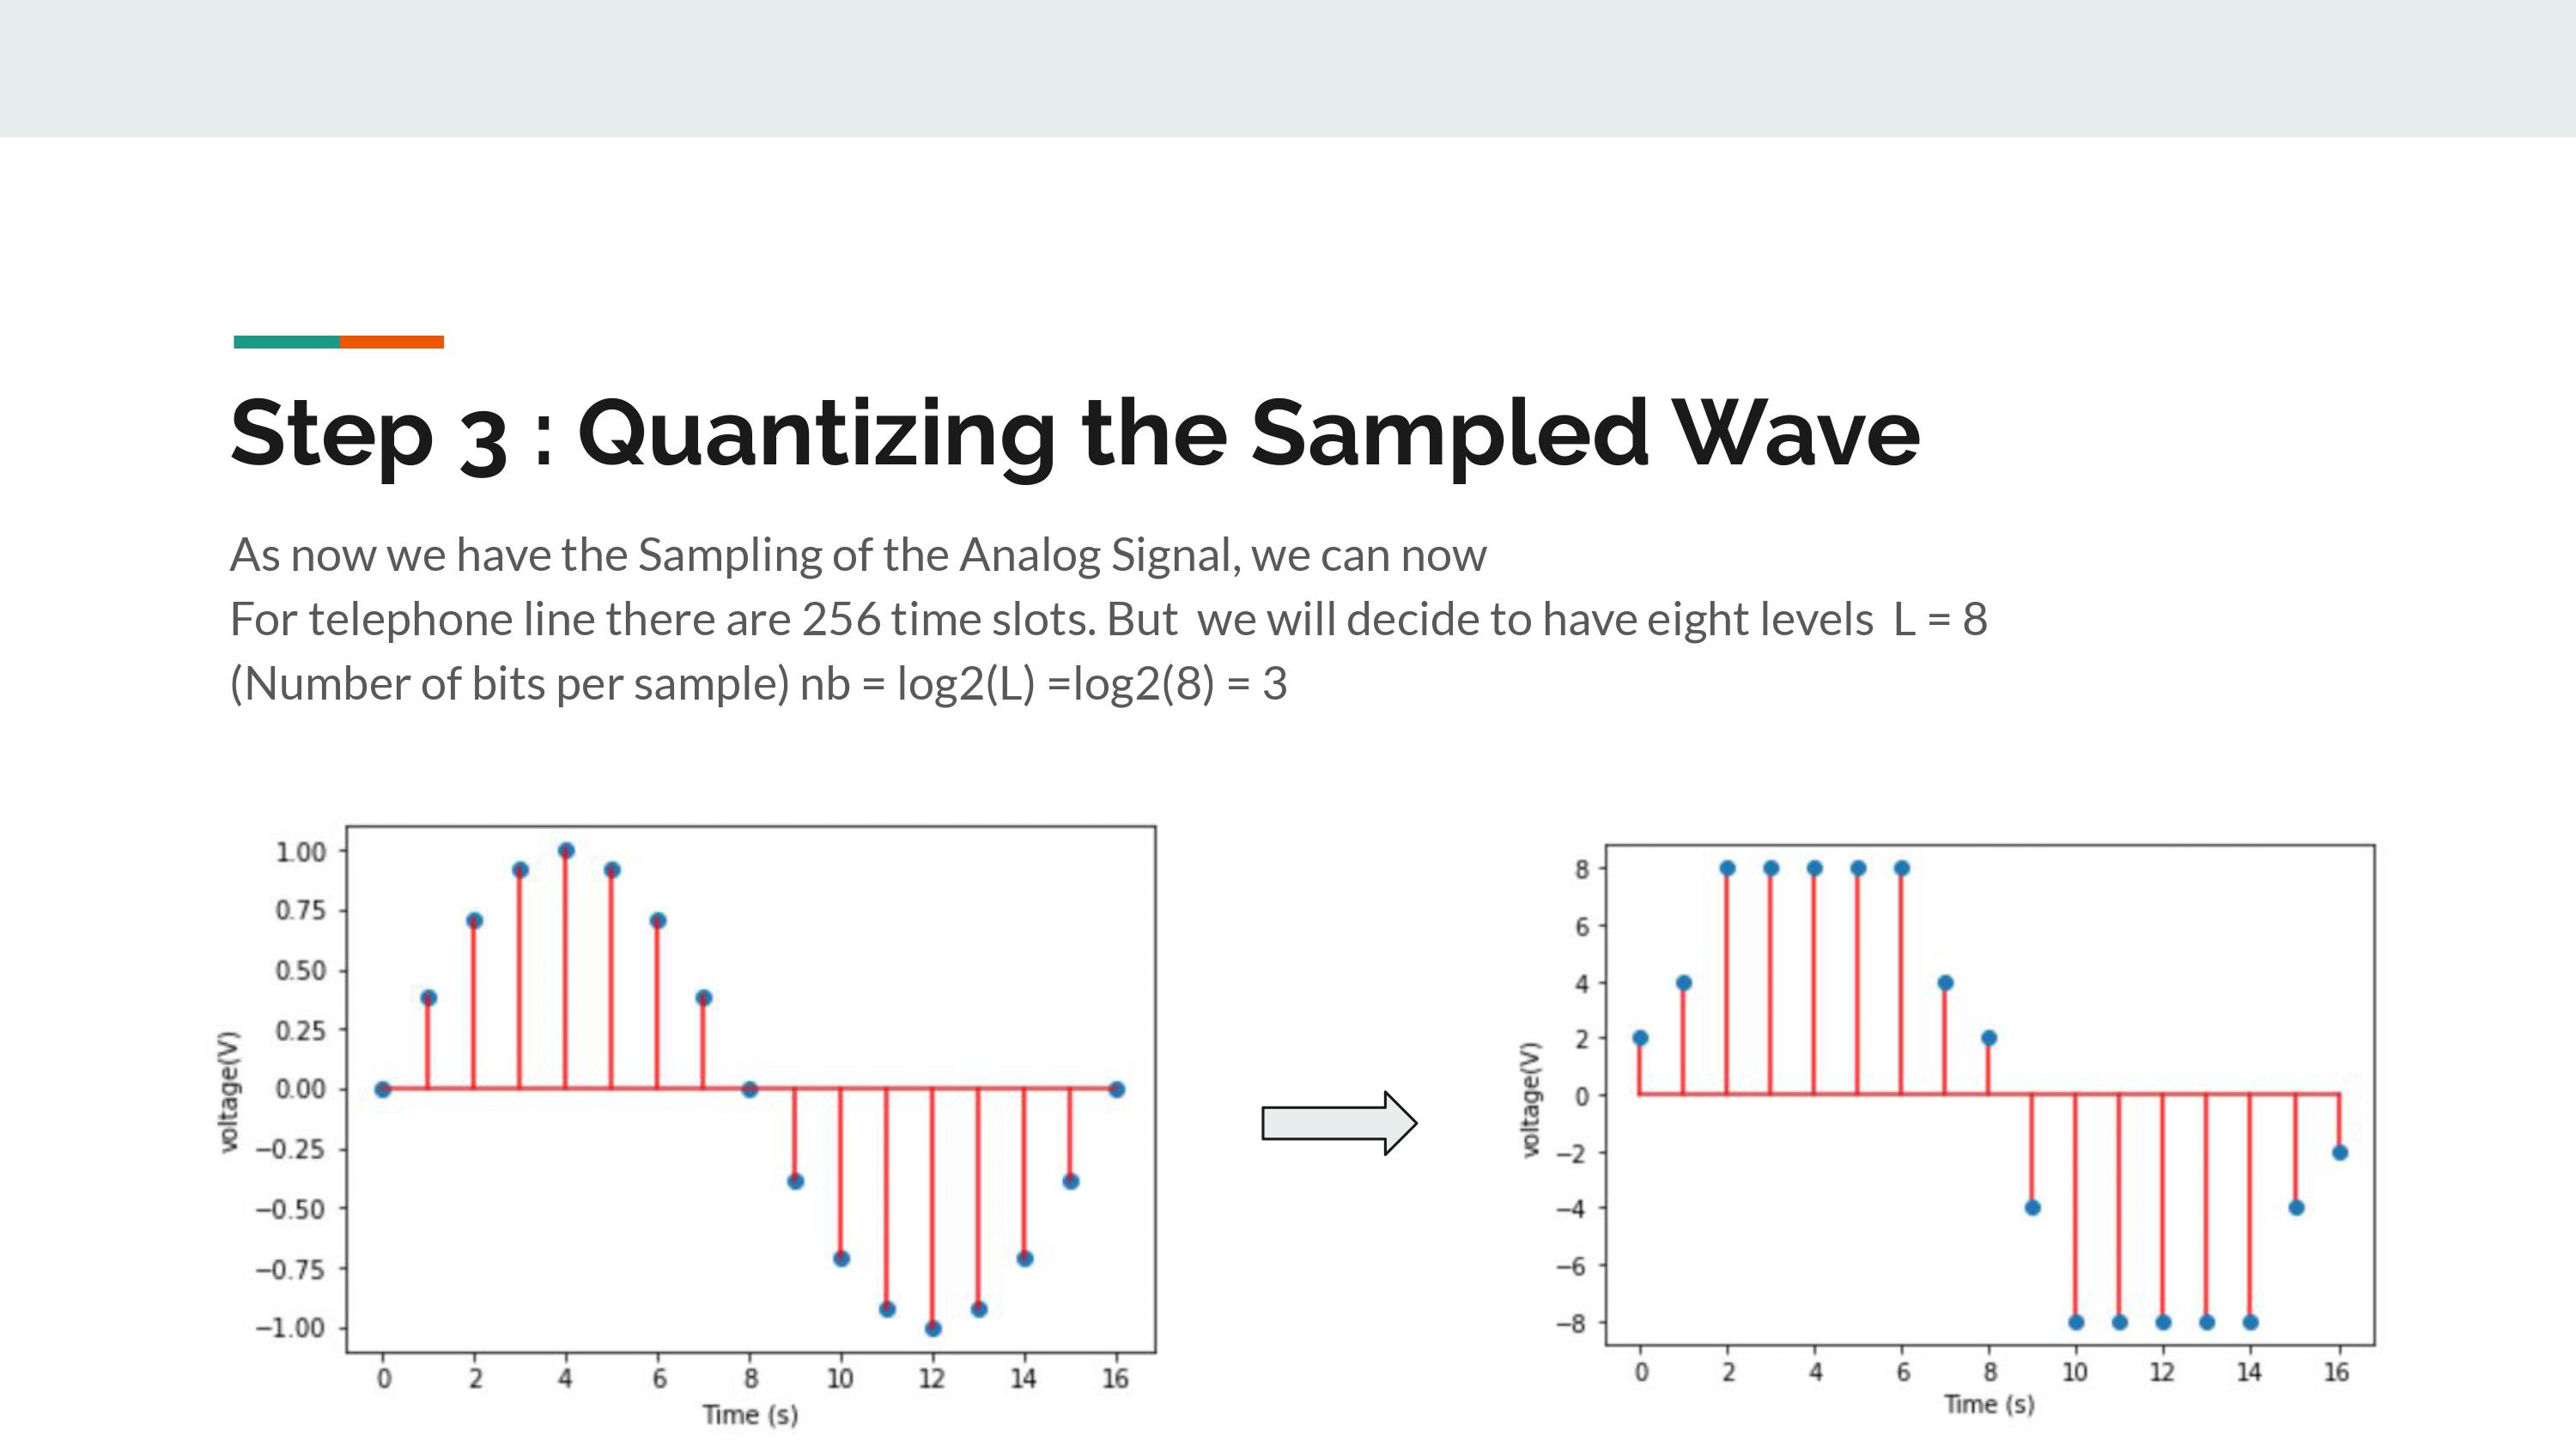 Step 3 : Quantizing the Sampled Wave
As now we have the Sampling of the Analog Signal, we can now
For telephone line there are 256 time slots. But  we will decide to have eight levels  L = 8
(Number of bits per sample) nb = log2(L) =log2(8) = 3
1.00
0.75
0.50
0.25
0.00
−0.25
−0.50
−0.75
−1.00
voltage(V)
0 2 4 6 8 10 12 14 16
Time (s)
8
6
4
2
0
−2
−4
−6
−8
voltage(V)
0 2 4 6 8 10 12 14 16
Time (s)